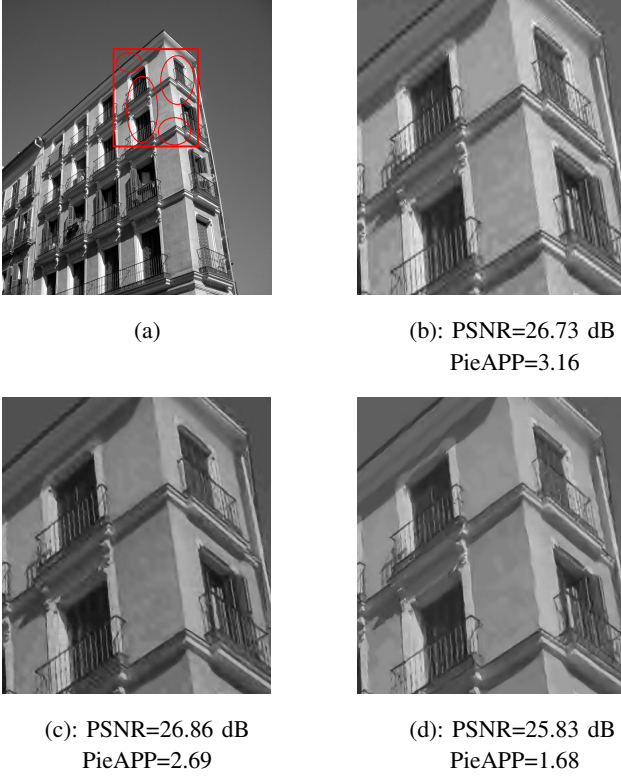 (a)
(b): PSNR=26.73 dB
PieAPP=3.16
(c): PSNR=26.86 dB
PieAPP=2.69
(d): PSNR=25.83 dB
PieAPP=1.68